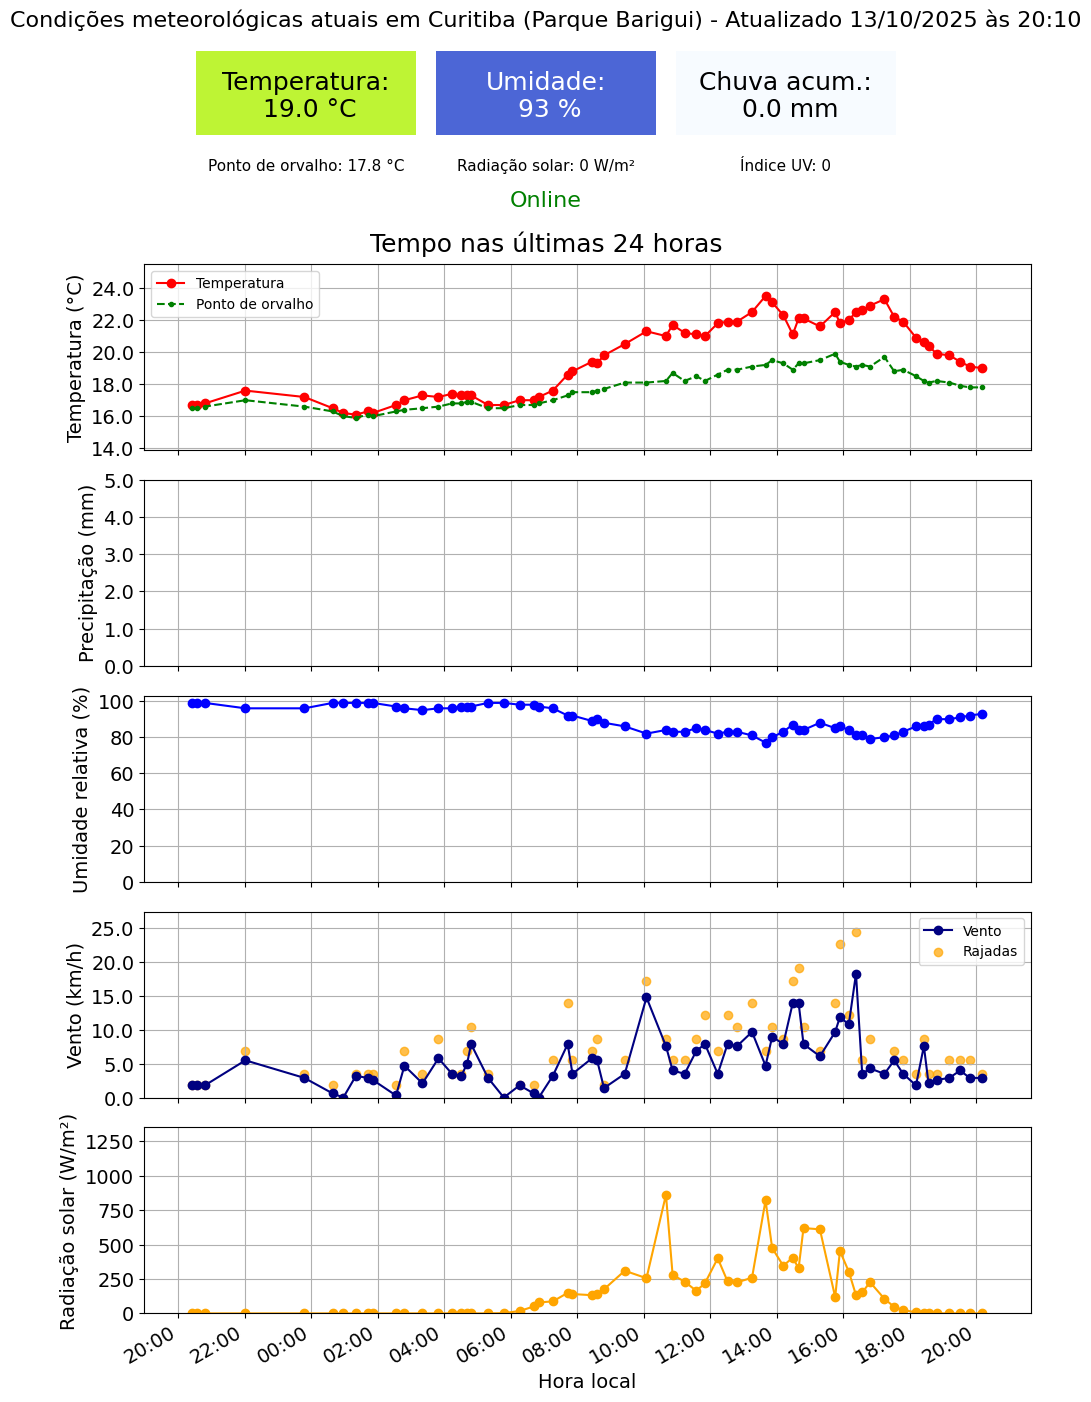 Condições meteorológicas atuais em Curitiba (Parque Barigui) - Atualizado 13/10/2025 às 20:10
Temperatura:
19.0 °C
Umidade:
93 %
Chuva acum.:
0.0 mm
Ponto de orvalho: 17.8 °C
Radiação solar: 0 W/m²
Índice UV: 0
Online
Tempo nas últimas 24 horas
Temperatura (°C)
24.0
22.0
20.0
18.0
16.0
14.0
Temperatura
Ponto de orvalho
Precipitação (mm)
5.0
4.0
3.0
2.0
1.0
0.0
Umidade relativa (%)
100
80
60
40
20
0
Vento (km/h)
25.0
20.0
15.0
10.0
5.0
0.0
Vento
Rajadas
Radiação solar (W/m²)
1250
1000
750
500
250
0
20:00
22:00
00:00
02:00
04:00
06:00
08:00
10:00
12:00
14:00
16:00
18:00
20:00
Hora local